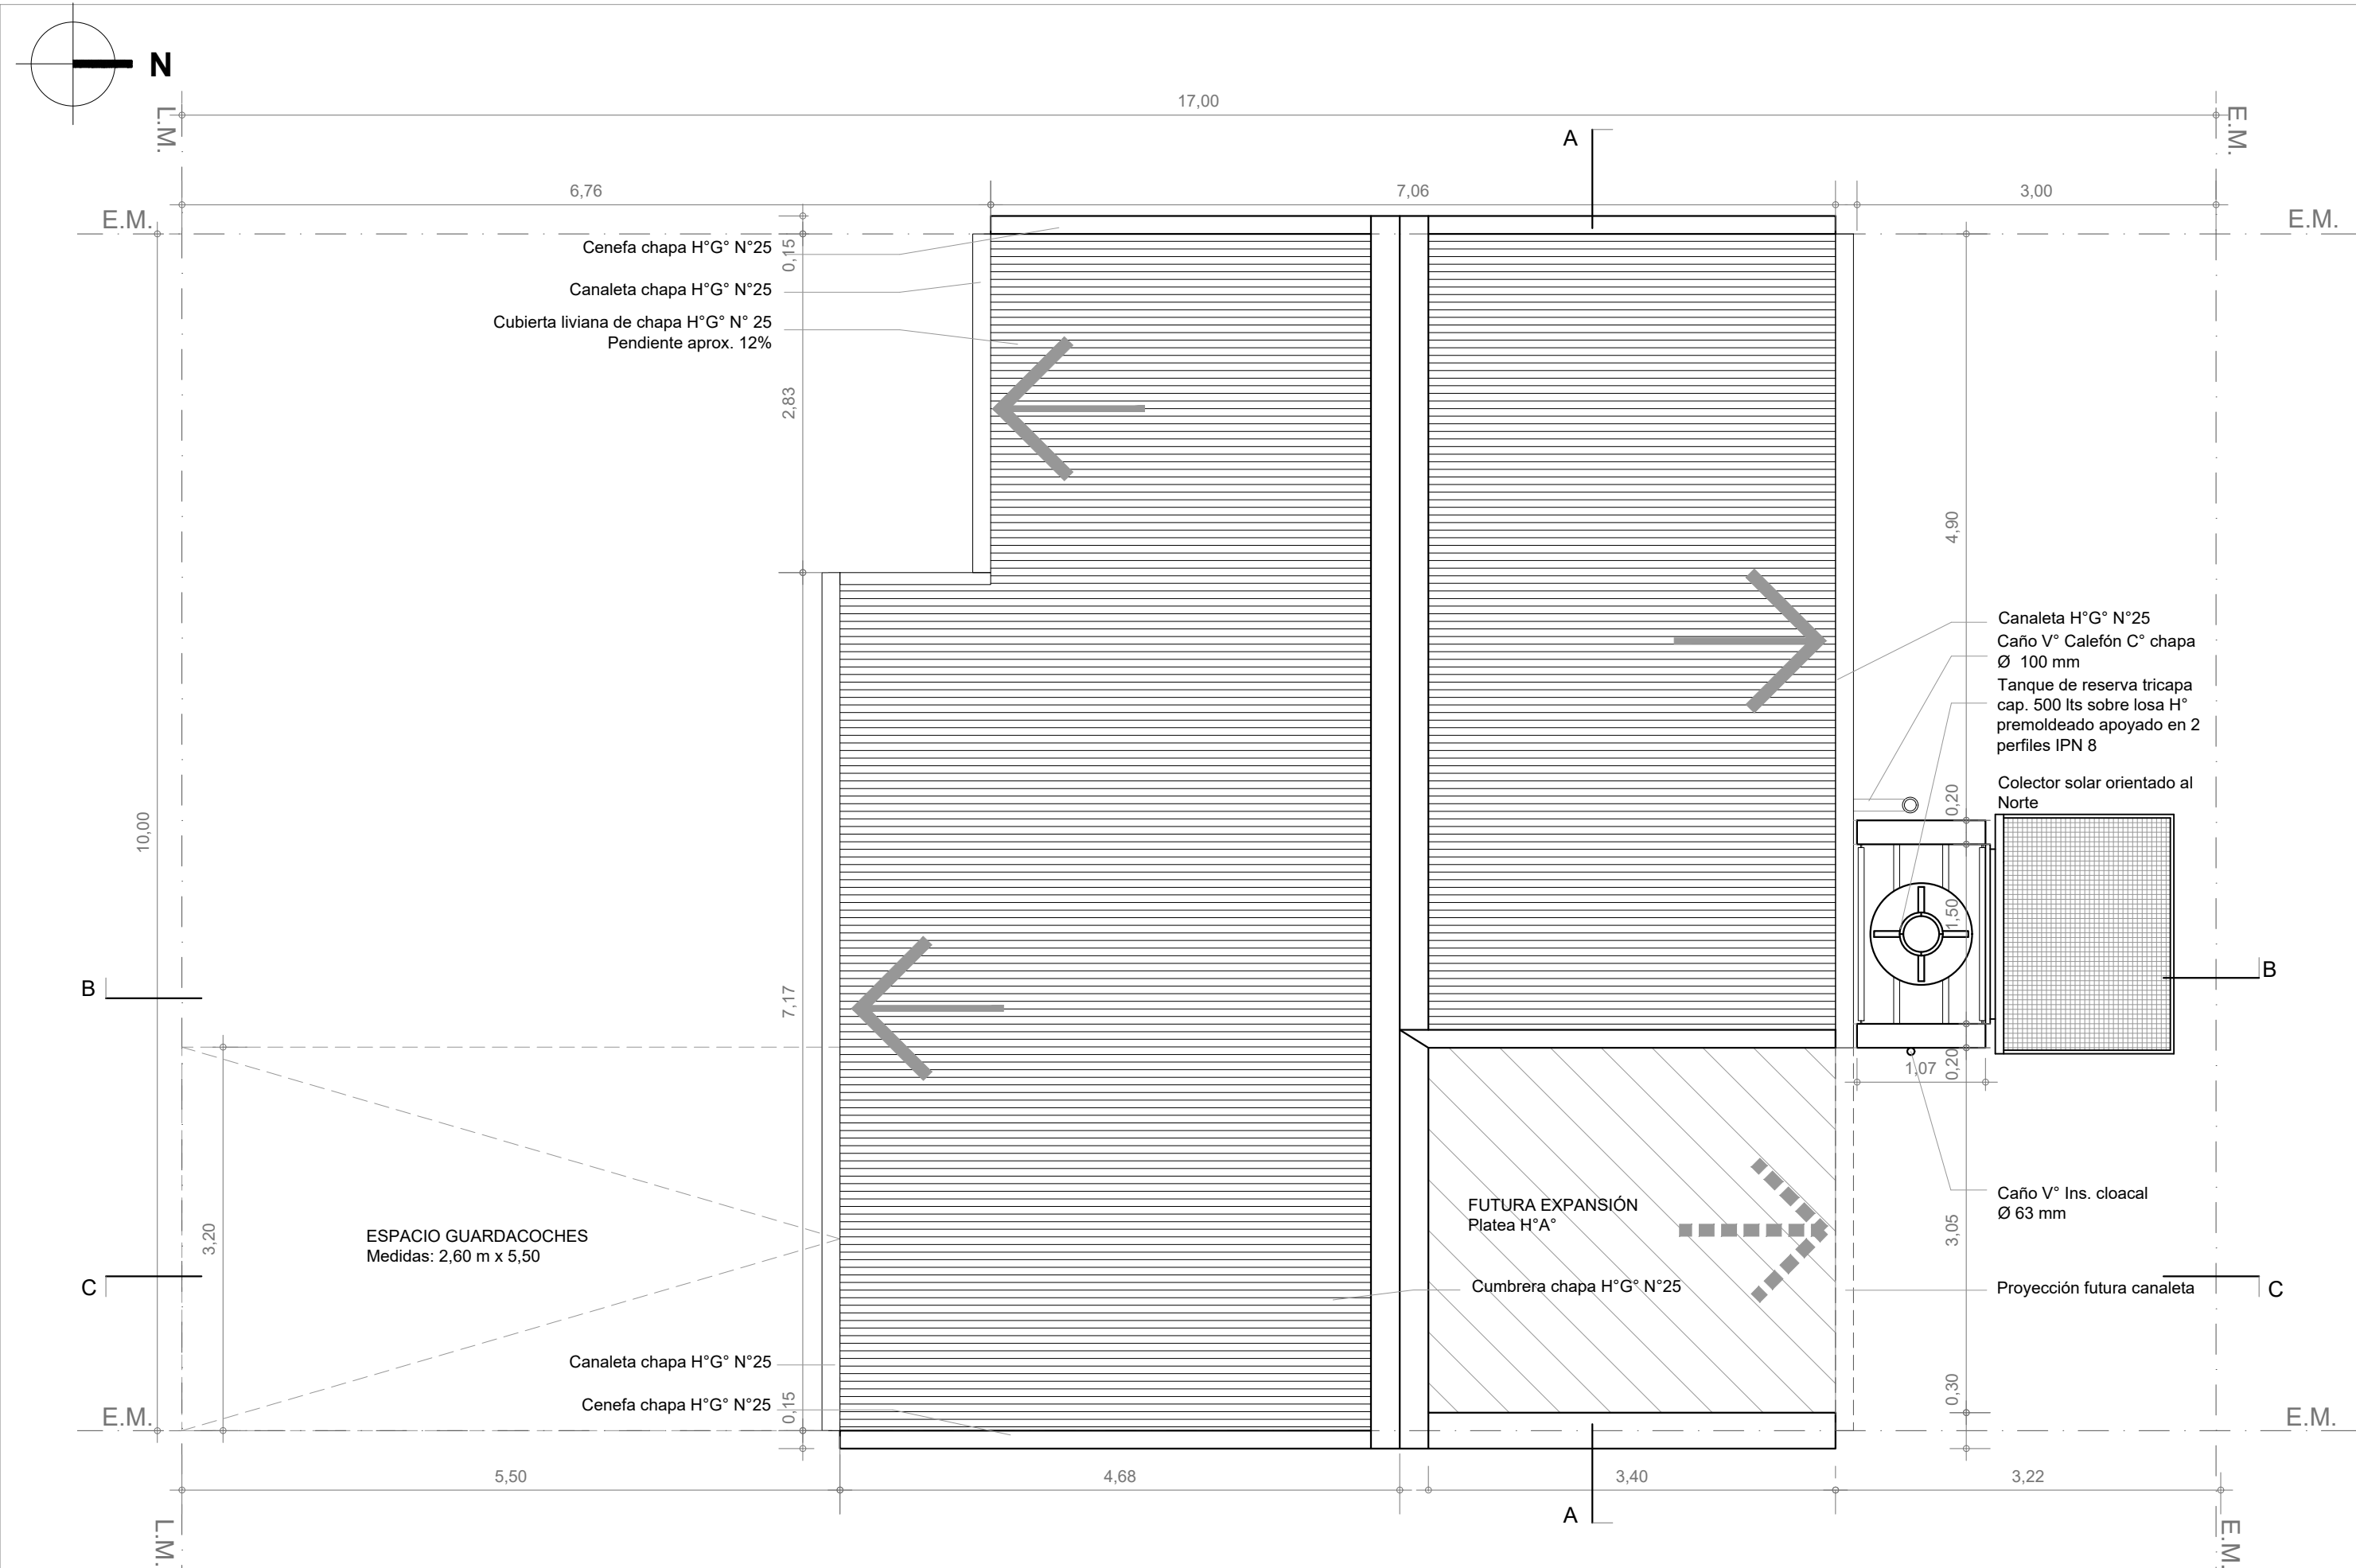 N
17,00
L.M.
E.M.
A
6,76
7,06
3,00
E.M.
E.M.
Cenefa chapa H°G° N°25
0,15
Canaleta chapa H°G° N°25
Cubierta liviana de chapa H°G° N° 25
Pendiente aprox. 12%
2,83
4,90
Canaleta H°G° N°25
Caño V° Calefón C° chapa
Ø 100 mm
Tanque de reserva tricapa
cap. 500 lts sobre losa H°
premoldeado apoyado en 2
perfiles IPN 8
Colector solar orientado al
Norte
0,20
10,00
1,50
B
B
7,17
0,20
1,07
Caño V° Ins. cloacal
Ø 63 mm
FUTURA EXPANSIÓN
Platea H°A°
3,20
3,05
ESPACIO GUARDACOCHES
Medidas: 2,60 m x 5,50
C
C
Cumbrera chapa H°G° N°25
Proyección futura canaleta
Canaleta chapa H°G° N°25
0,15
Cenefa chapa H°G° N°25
0,30
E.M.
E.M.
5,50
4,68
3,40
3,22
A
L.M.
E.M.